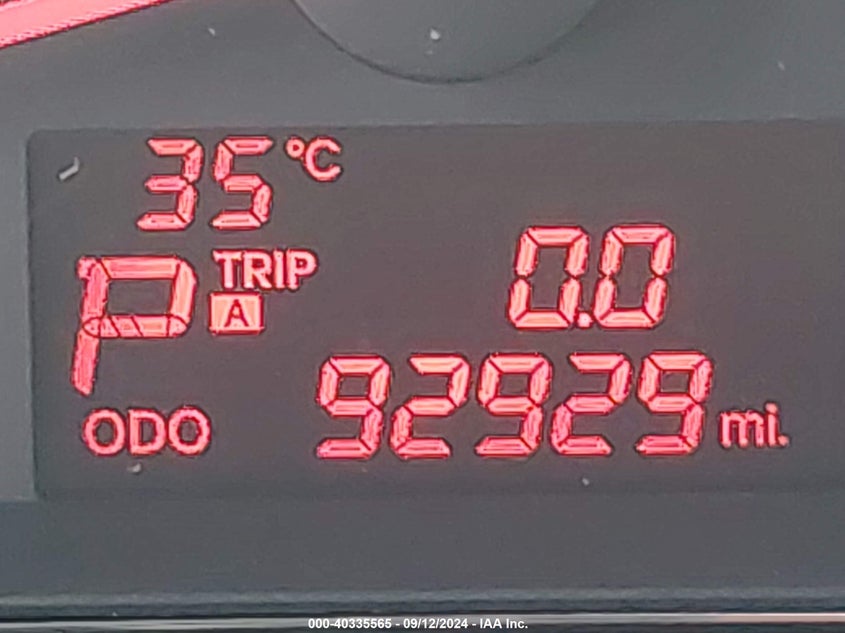 35 °C
P TRIP 0.0
A
ODO 92929 mi.
000-40335565 - 09/12/2024 - IAA Inc.